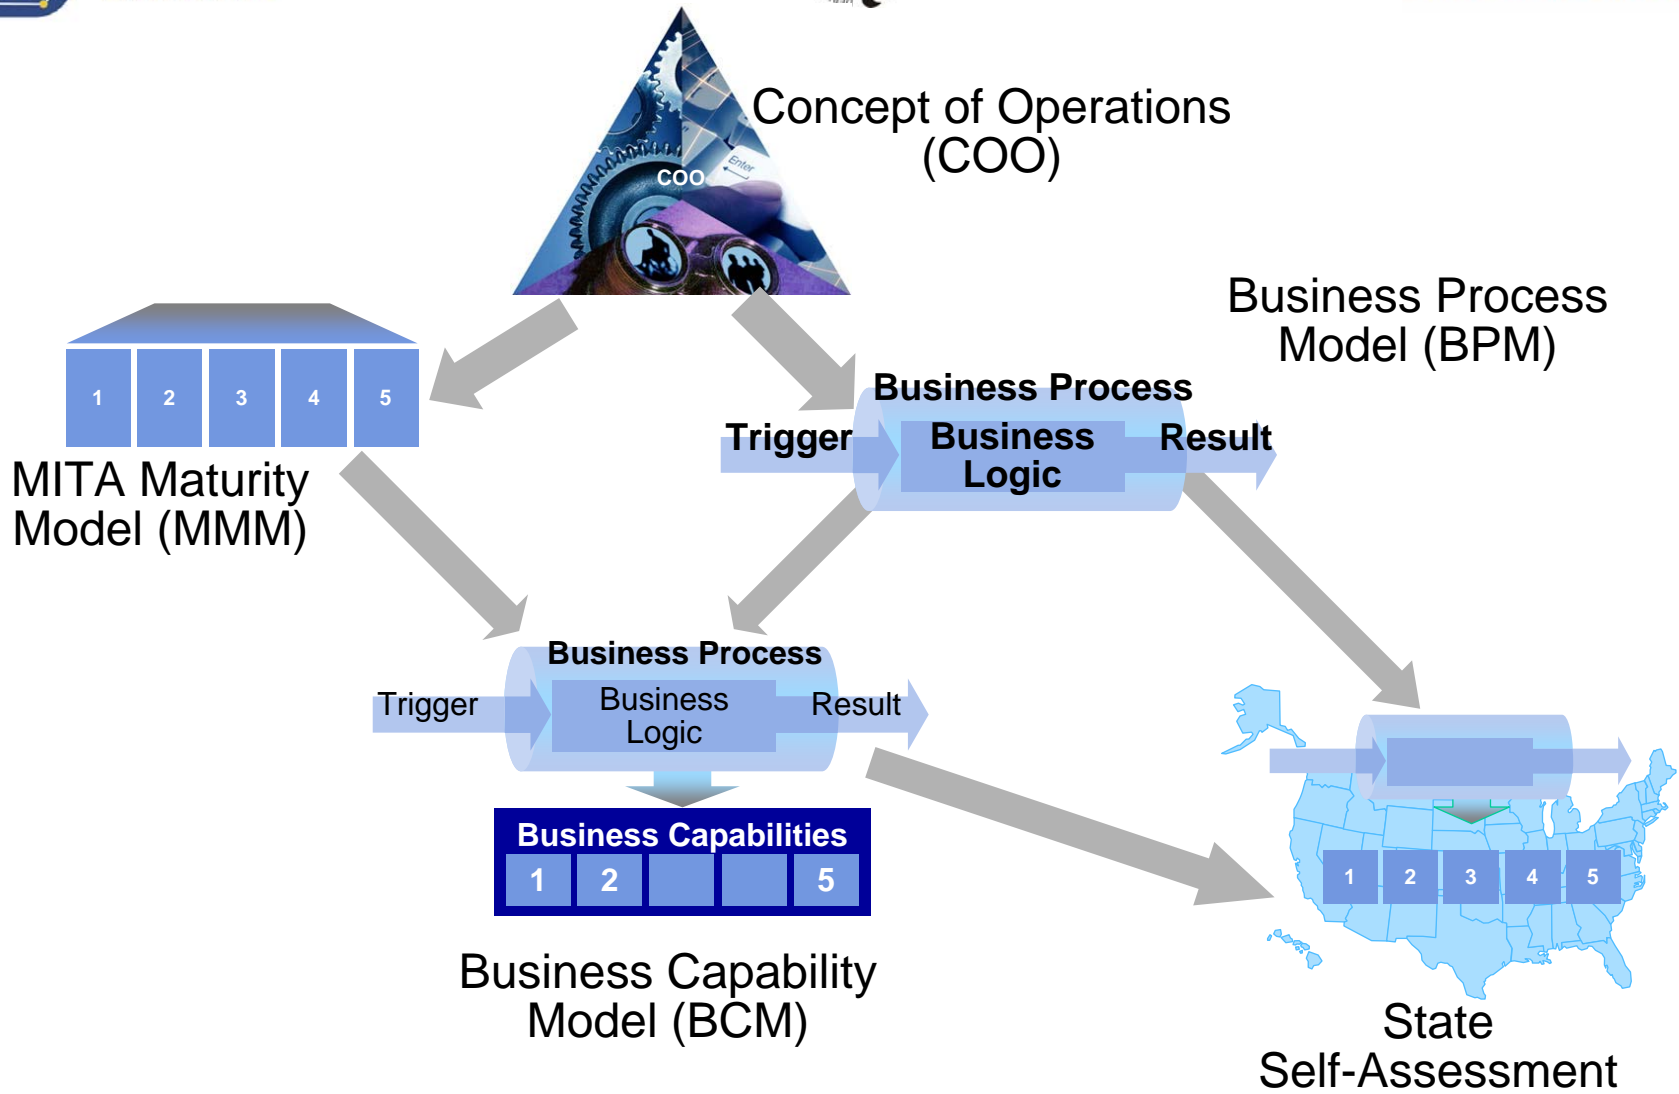 Concept of Operations
(COO)
Enter
COO
Business Process
Model (BPM)
1 2 3 4 5
MITA Maturity
Model (MMM)
Business Process
Trigger
Business
Logic
Result
Business Process
Trigger
Business
Logic
Result
Business Capabilities
1 2 5
Business Capability
Model (BCM)
1 2 3 4 5
State
Self-Assessment